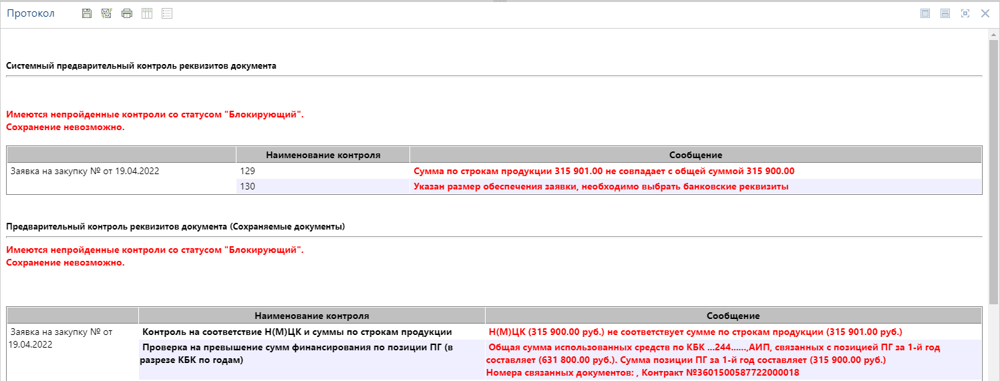 Протокол
Системный предварительный контроль реквизитов документа
Имеются непройденные контроли со статусом "Блокирующий".
Сохранение невозможно.
Наименование контроля Сообщение
Заявка на закупку № от 19.04.2022 129 Сумма по строкам продукции 315 901.00 не совпадает с общей суммой 315 900.00
130 Указан размер обеспечения заявки, необходимо выбрать банковские реквизиты
Предварительный контроль реквизитов документа (Сохраняемые документы)
Имеются непройденные контроли со статусом "Блокирующий".
Сохранение невозможно.
Наименование контроля Сообщение
Заявка на закупку № от
19.04.2022
Контроль на соответствие Н(М)ЦК и суммы по строкам продукции
Н(М)ЦК (315 900.00 руб.) не соответствует сумме по строкам продукции (315 901.00 руб.)
Проверка на превышение сумм финансирования по позиции ПГ (в
разрезе КБК по годам)
Общая сумма использованных средств по КБК ...244......,АИП, связанных с позицией ПГ за 1-й год
составляет (631 800.00 руб.). Сумма позиции ПГ за 1-й год составляет (315 900.00 руб.)
Номера связанных документов: , Контракт №3601500587722000018